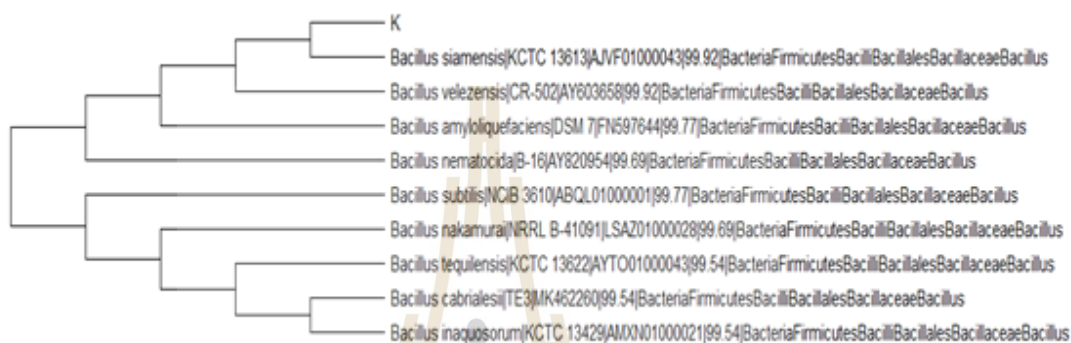 K
Bacillus siamensis|KCTC 13613|AJVF01000043|99.92|BacteriaFirmicutesBacilliBacillalesBacillaceaeBacillus
Bacillus velezensis|CR-502|AY603658|99.92|BacteriaFirmicutesBacilliBacillalesBacillaceaeBacillus
Bacillus amyloliquefaciens|DSM 7|FN597644|99.77|BacteriaFirmicutesBacilliBacillalesBacillaceaeBacillus
Bacillus nematocida|B-16|AY820954|99.69|BacteriaFirmicutesBacilliBacillalesBacillaceaeBacillus
Bacillus subtilis|NCIB 3610|ABQL01000001|99.77|BacteriaFirmicutesBacilliBacillalesBacillaceaeBacillus
Bacillus nakamurai|NRRL B-41091|LSAZ01000028|99.69|BacteriaFirmicutesBacilliBacillalesBacillaceaeBacillus
Bacillus tequilensis|KCTC 13622|AYTO01000043|99.54|BacteriaFirmicutesBacilliBacillalesBacillaceaeBacillus
Bacillus cabrialesii|TE3|MK462260|99.54|BacteriaFirmicutesBacilliBacillalesBacillaceaeBacillus
Bacillus inaquosorum|KCTC 13429|AMXN01000021|99.54|BacteriaFirmicutesBacilliBacillalesBacillaceaeBacillus